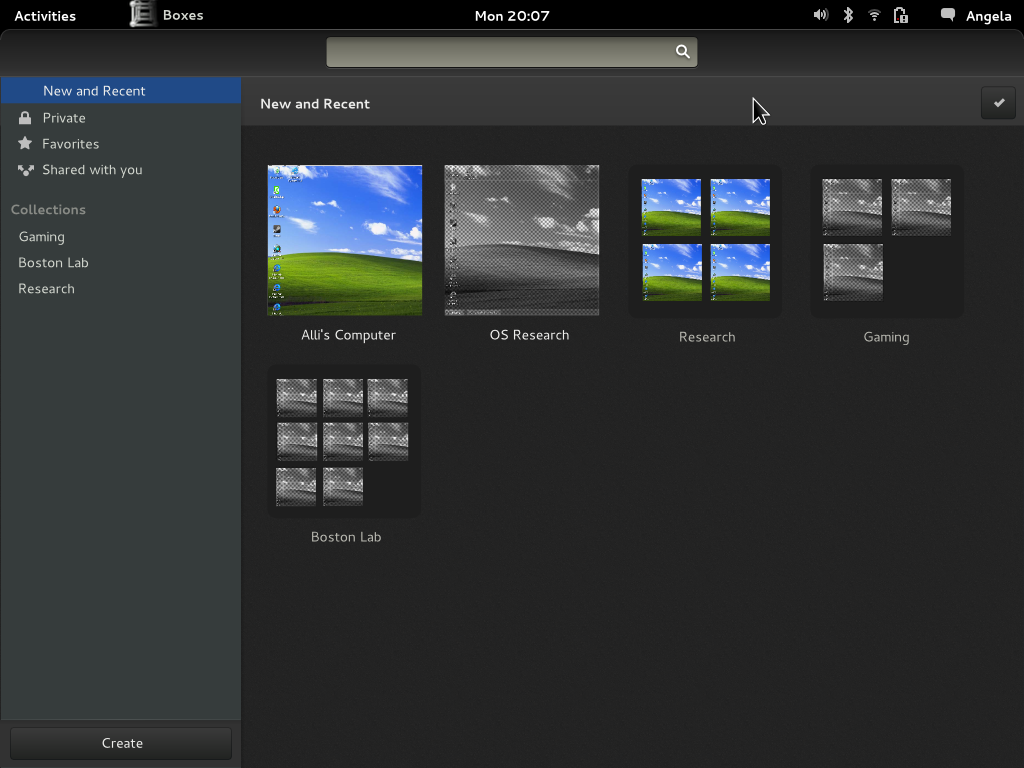 Activities
Boxes
Mon 20:07
Angela
New and Recent
Private
Favorites
Shared with you
Collections
Gaming
Boston Lab
Research
Create
New and Recent
Alli's Computer
OS Research
Research
Gaming
Boston Lab